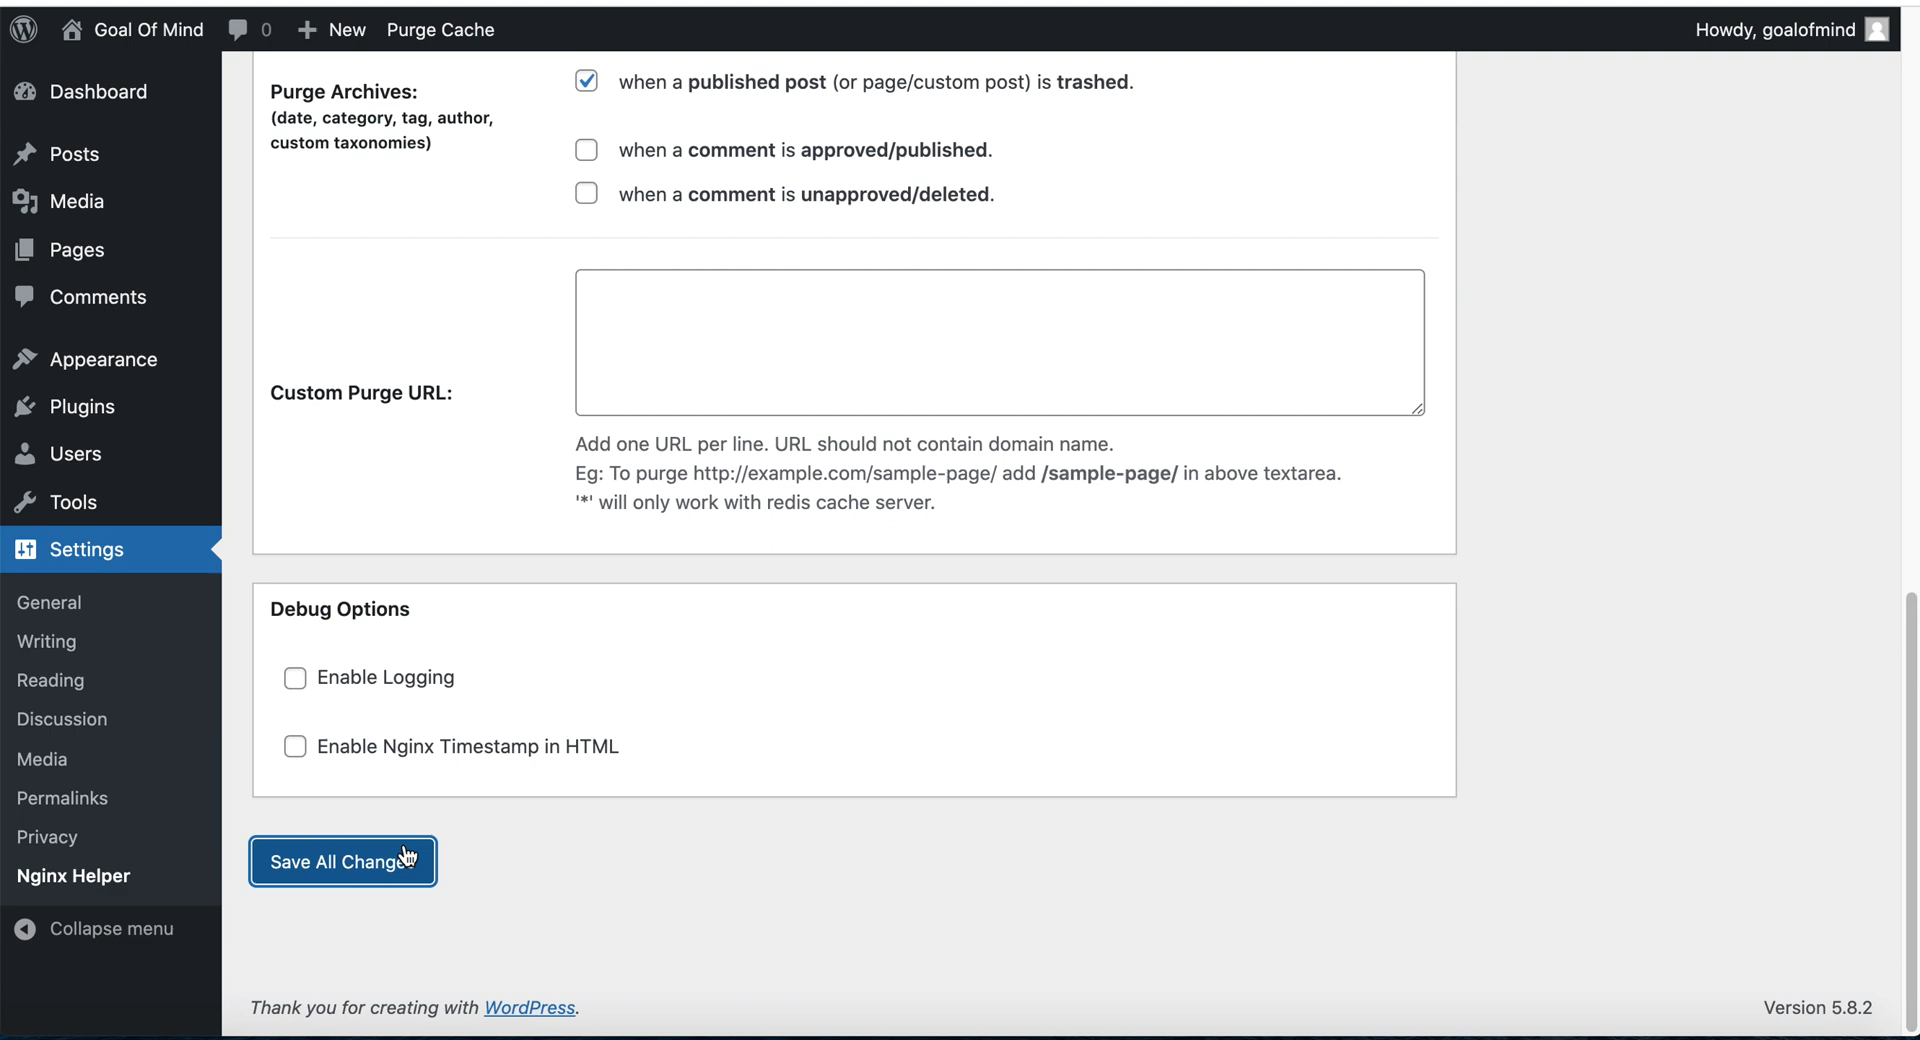 Goal Of Mind 0 New Purge Cache Howdy, goalofmind
Dashboard
Posts
Media
Pages
Comments
Appearance
Plugins
Users
Tools
Settings
General
Writing
Reading
Discussion
Media
Permalinks
Privacy
Nginx Helper
Collapse menu
Purge Archives:
(date, category, tag, author,
custom taxonomies)
when a published post (or page/custom post) is trashed.
when a comment is approved/published.
when a comment is unapproved/deleted.
Custom Purge URL:
Add one URL per line. URL should not contain domain name.
Eg: To purge http://example.com/sample-page/ add /sample-page/ in above textarea.
'*' will only work with redis cache server.
Debug Options
Enable Logging
Enable Nginx Timestamp in HTML
Save All Changes
Thank you for creating with WordPress.
Version 5.8.2